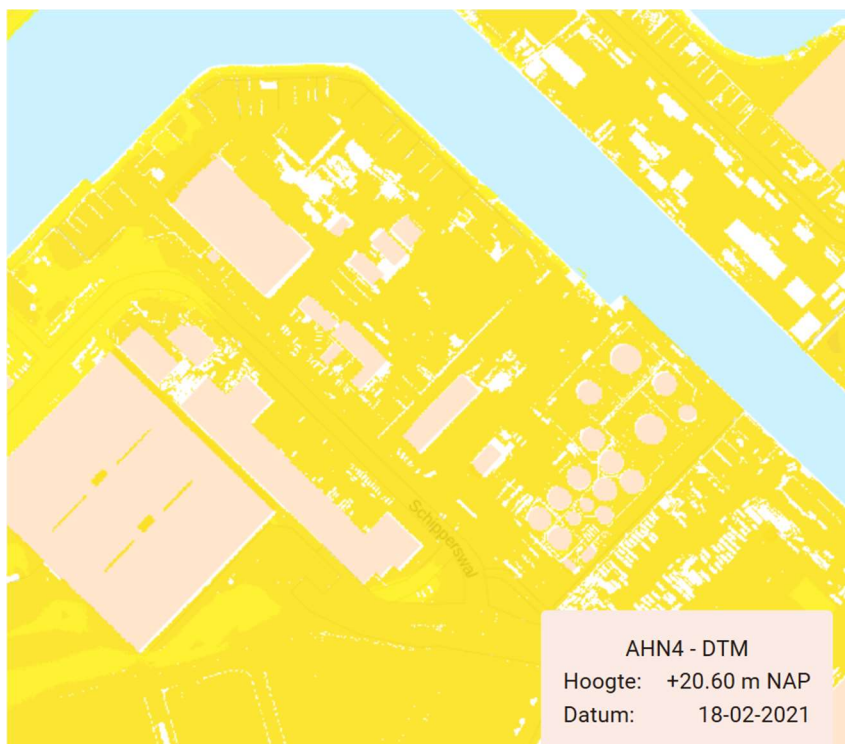 Schipperswal
AHN4 - DTM
Hoogte: +20.60 m NAP
Datum: 18-02-2021